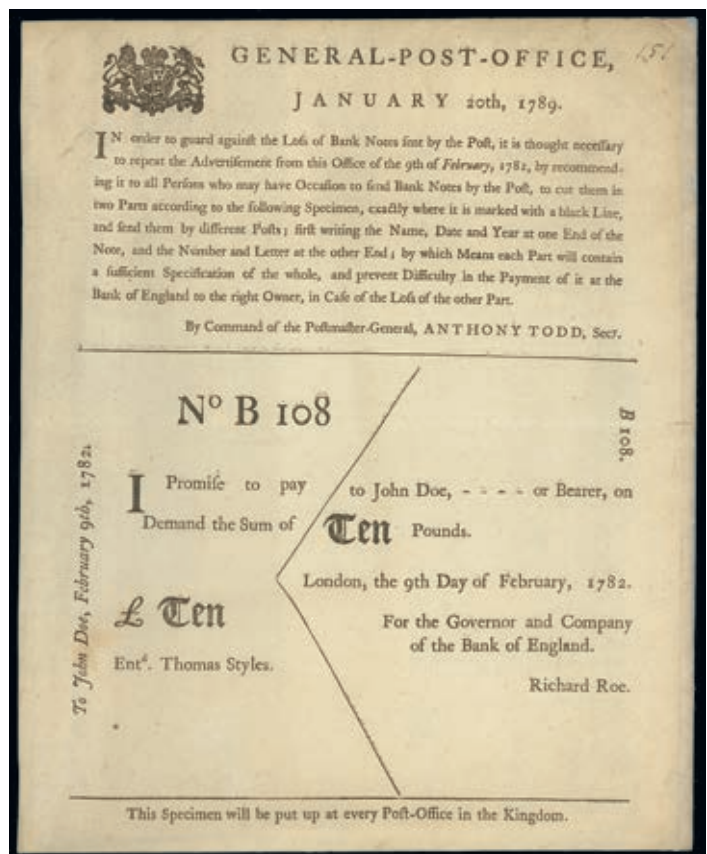 GENERAL-POST-OFFICE,
151
JANUARY 20th, 1789.
IN order to guard againſt the Loſs of Bank Notes ſent by the Poſt, it is thought neceſſary
to repeat the Advertiſement from this Office of the 9th of February, 1782, by recommend-
ing it to all Perſons who may have Occaſion to ſend Bank Notes by the Poſt, to cut them in
two Parts according to the following Specimen, exactly where it is marked with a black Line,
and ſend them by different Poſts; firſt writing the Name, Date and Year at one End of the
Note, and the Number and Letter at the other End; by which Means each Part will contain
a ſufficient Specification of the whole, and prevent Difficulty in the Payment of it at the
Bank of England to the right Owner, in Caſe of the Loſs of the other Part.
By Command of the Poſtmaſter-General, ANTHONY TODD, Secr.
To John Doe, February 9th, 1782.
Nº B 108
B 108.
I Promiſe to pay to John Doe, - - - - or Bearer, on
Demand the Sum of Ten Pounds.
London, the 9th Day of February, 1782.
£ Ten
For the Governor and Company
of the Bank of England.
Entᵈ. Thomas Styles.
Richard Roe.
This Specimen will be put up at every Poſt-Office in the Kingdom.